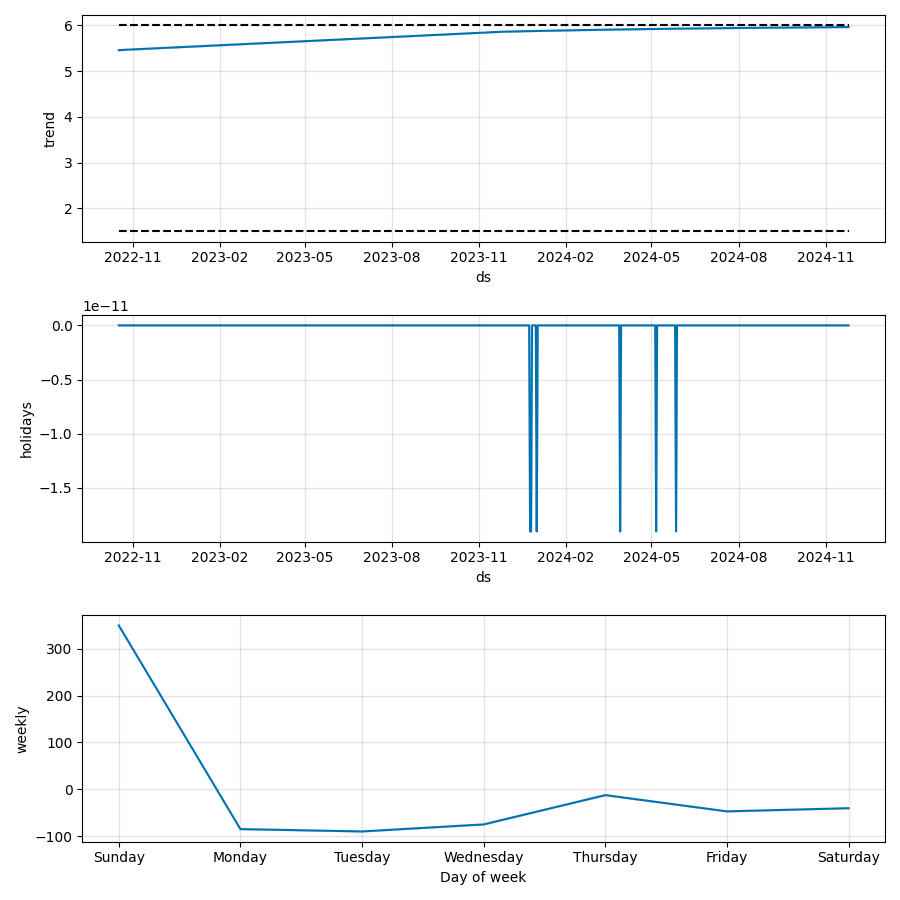 6
5
4
3
2
trend
2022-11 2023-02 2023-05 2023-08 2023-11 2024-02 2024-05 2024-08 2024-11
ds
1e−11
0.0
−0.5
−1.0
−1.5
holidays
2022-11 2023-02 2023-05 2023-08 2023-11 2024-02 2024-05 2024-08 2024-11
ds
300
200
100
0
−100
weekly
Sunday Monday Tuesday Wednesday Thursday Friday Saturday
Day of week